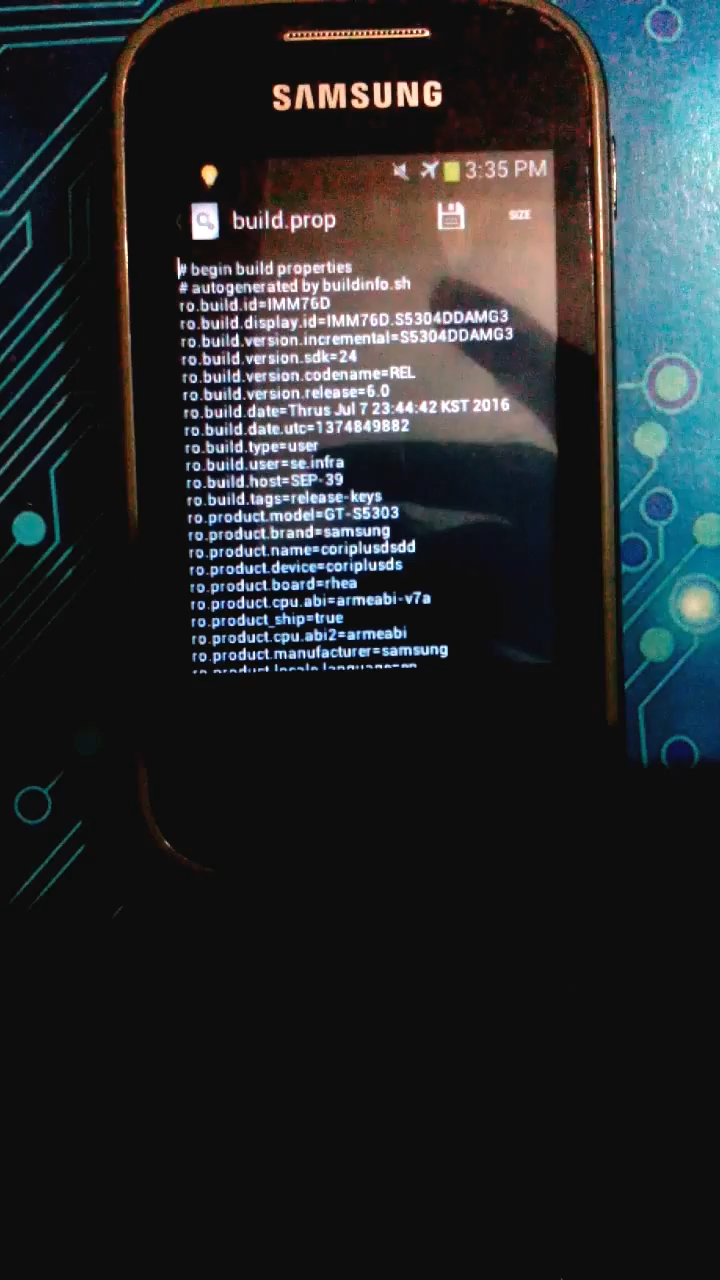 SAMSUNG
3:35 PM
build.prop
SIZE
# begin build properties
# autogenerated by buildinfo.sh
ro.build.id=IMM76D
ro.build.display.id=IMM76D.S5304DDAMG3
ro.build.version.incremental=S5304DDAMG3
ro.build.version.sdk=24
ro.build.version.codename=REL
ro.build.version.release=6.0
ro.build.date=Thrus Jul 7 23:44:42 KST 2016
ro.build.date.utc=1374849882
ro.build.type=user
ro.build.user=se.infra
ro.build.host=SEP-39
ro.build.tags=release-keys
ro.product.model=GT-S5303
ro.product.brand=samsung
ro.product.name=coriplusdsdd
ro.product.device=coriplusds
ro.product.board=rhea
ro.product.cpu.abi=armeabi-v7a
ro.product_ship=true
ro.product.cpu.abi2=armeabi
ro.product.manufacturer=samsung
ro.product.locale.language=en